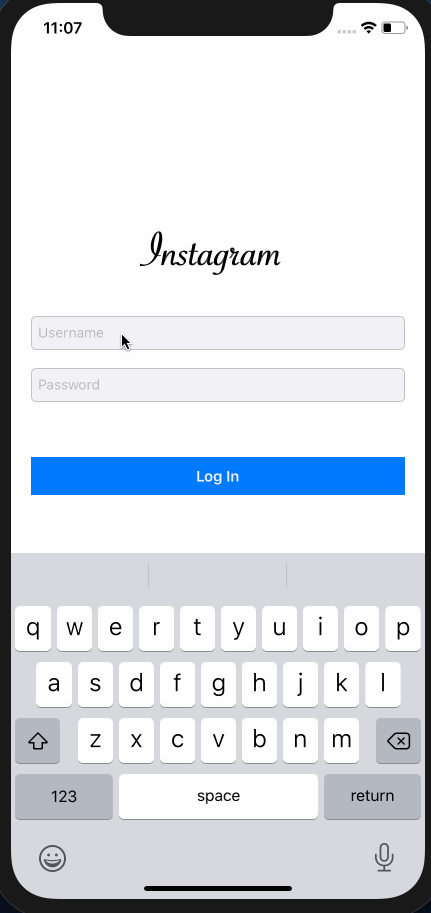 11:07
Instagram
Username
Password
Log In
q w e r t y u i o p
a s d f g h j k l
z x c v b n m
123 space return